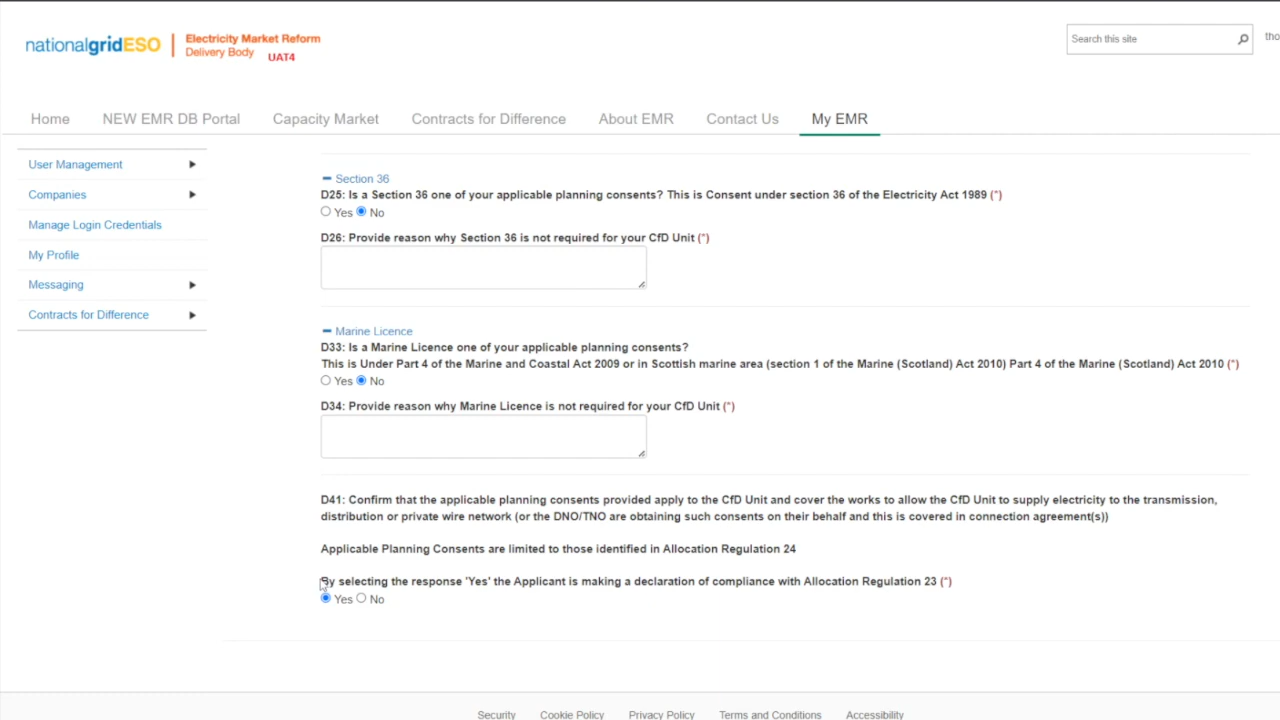 nationalgridESO
Electricity Market Reform
Delivery Body
UAT4
Search this site
tho
Home
NEW EMR DB Portal
Capacity Market
Contracts for Difference
About EMR
Contact Us
My EMR
User Management
Companies
Manage Login Credentials
My Profile
Messaging
Contracts for Difference
Section 36
D25: Is a Section 36 one of your applicable planning consents? This is Consent under section 36 of the Electricity Act 1989 (*)
Yes No
D26: Provide reason why Section 36 is not required for your CfD Unit (*)
Marine Licence
D33: Is a Marine Licence one of your applicable planning consents?
This is Under Part 4 of the Marine and Coastal Act 2009 or in Scottish marine area (section 1 of the Marine (Scotland) Act 2010) Part 4 of the Marine (Scotland) Act 2010 (*)
Yes No
D34: Provide reason why Marine Licence is not required for your CfD Unit (*)
D41: Confirm that the applicable planning consents provided apply to the CfD Unit and cover the works to allow the CfD Unit to supply electricity to the transmission,
distribution or private wire network (or the DNO/TNO are obtaining such consents on their behalf and this is covered in connection agreement(s))
Applicable Planning Consents are limited to those identified in Allocation Regulation 24
By selecting the response 'Yes' the Applicant is making a declaration of compliance with Allocation Regulation 23 (*)
Yes No
Security
Cookie Policy
Privacy Policy
Terms and Conditions
Accessibility